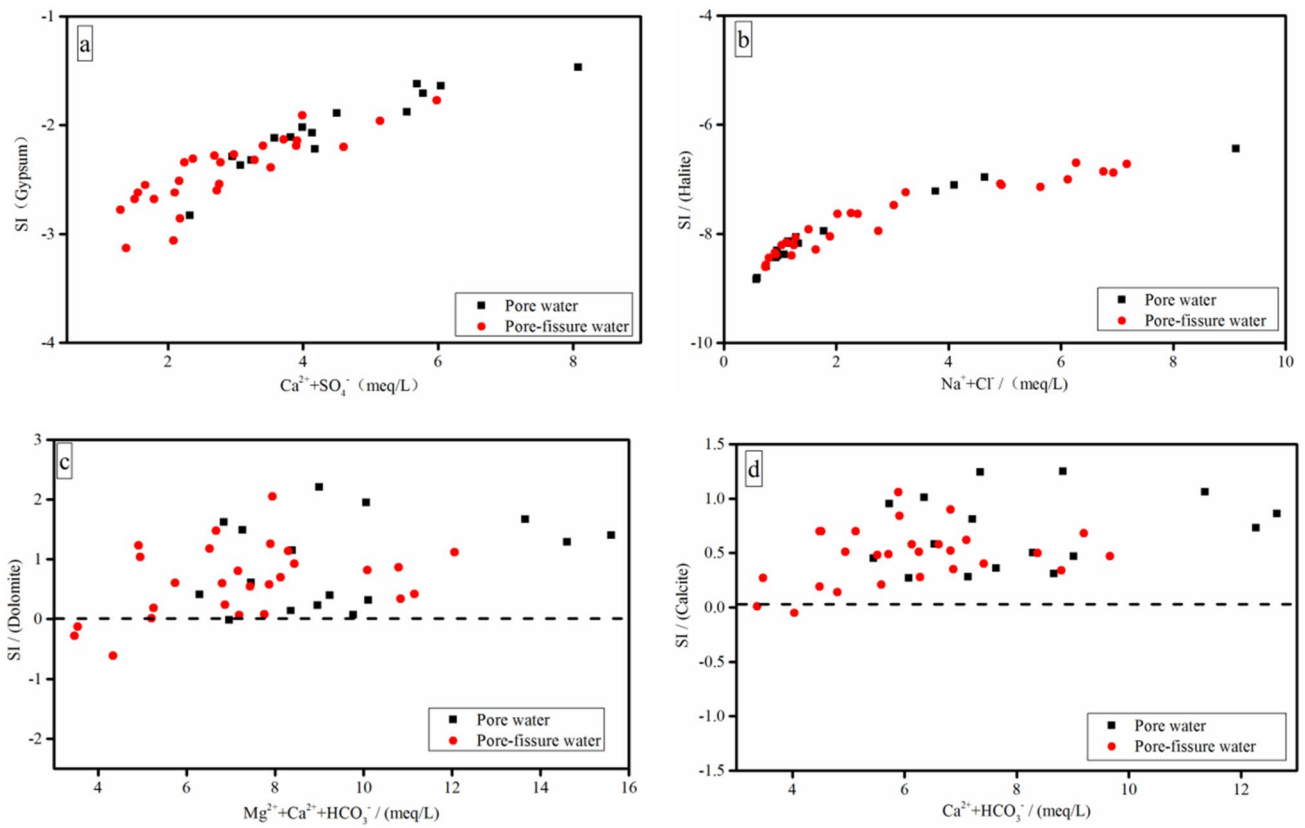 a
SI（Gypsum）
-1
-2
-3
-4
2
4
6
8
Ca²⁺+SO₄⁻（meq/L）
Pore water
Pore-fissure water
b
SI / (Halite)
-4
-6
-8
-10
0
2
4
6
8
10
Na⁺+Cl⁻/（meq/L）
Pore water
Pore-fissure water
c
SI / (Dolomite)
3
2
1
0
-1
-2
4
6
8
10
12
14
16
Mg²⁺+Ca²⁺+HCO₃⁻/ (meq/L)
Pore water
Pore-fissure water
d
SI / (Calcite)
1.5
1.0
0.5
0.0
-0.5
-1.0
-1.5
4
6
8
10
12
Ca²⁺+HCO₃⁻/ (meq/L)
Pore water
Pore-fissure water